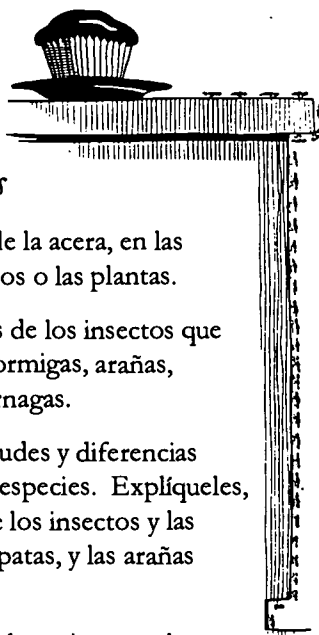 de la acera, en las
os o las plantas.
s de los insectos que
ormigas, arañas,
rnagas.
udes y diferencias
especies. Explíqueles,
e los insectos y las
patas, y las arañas